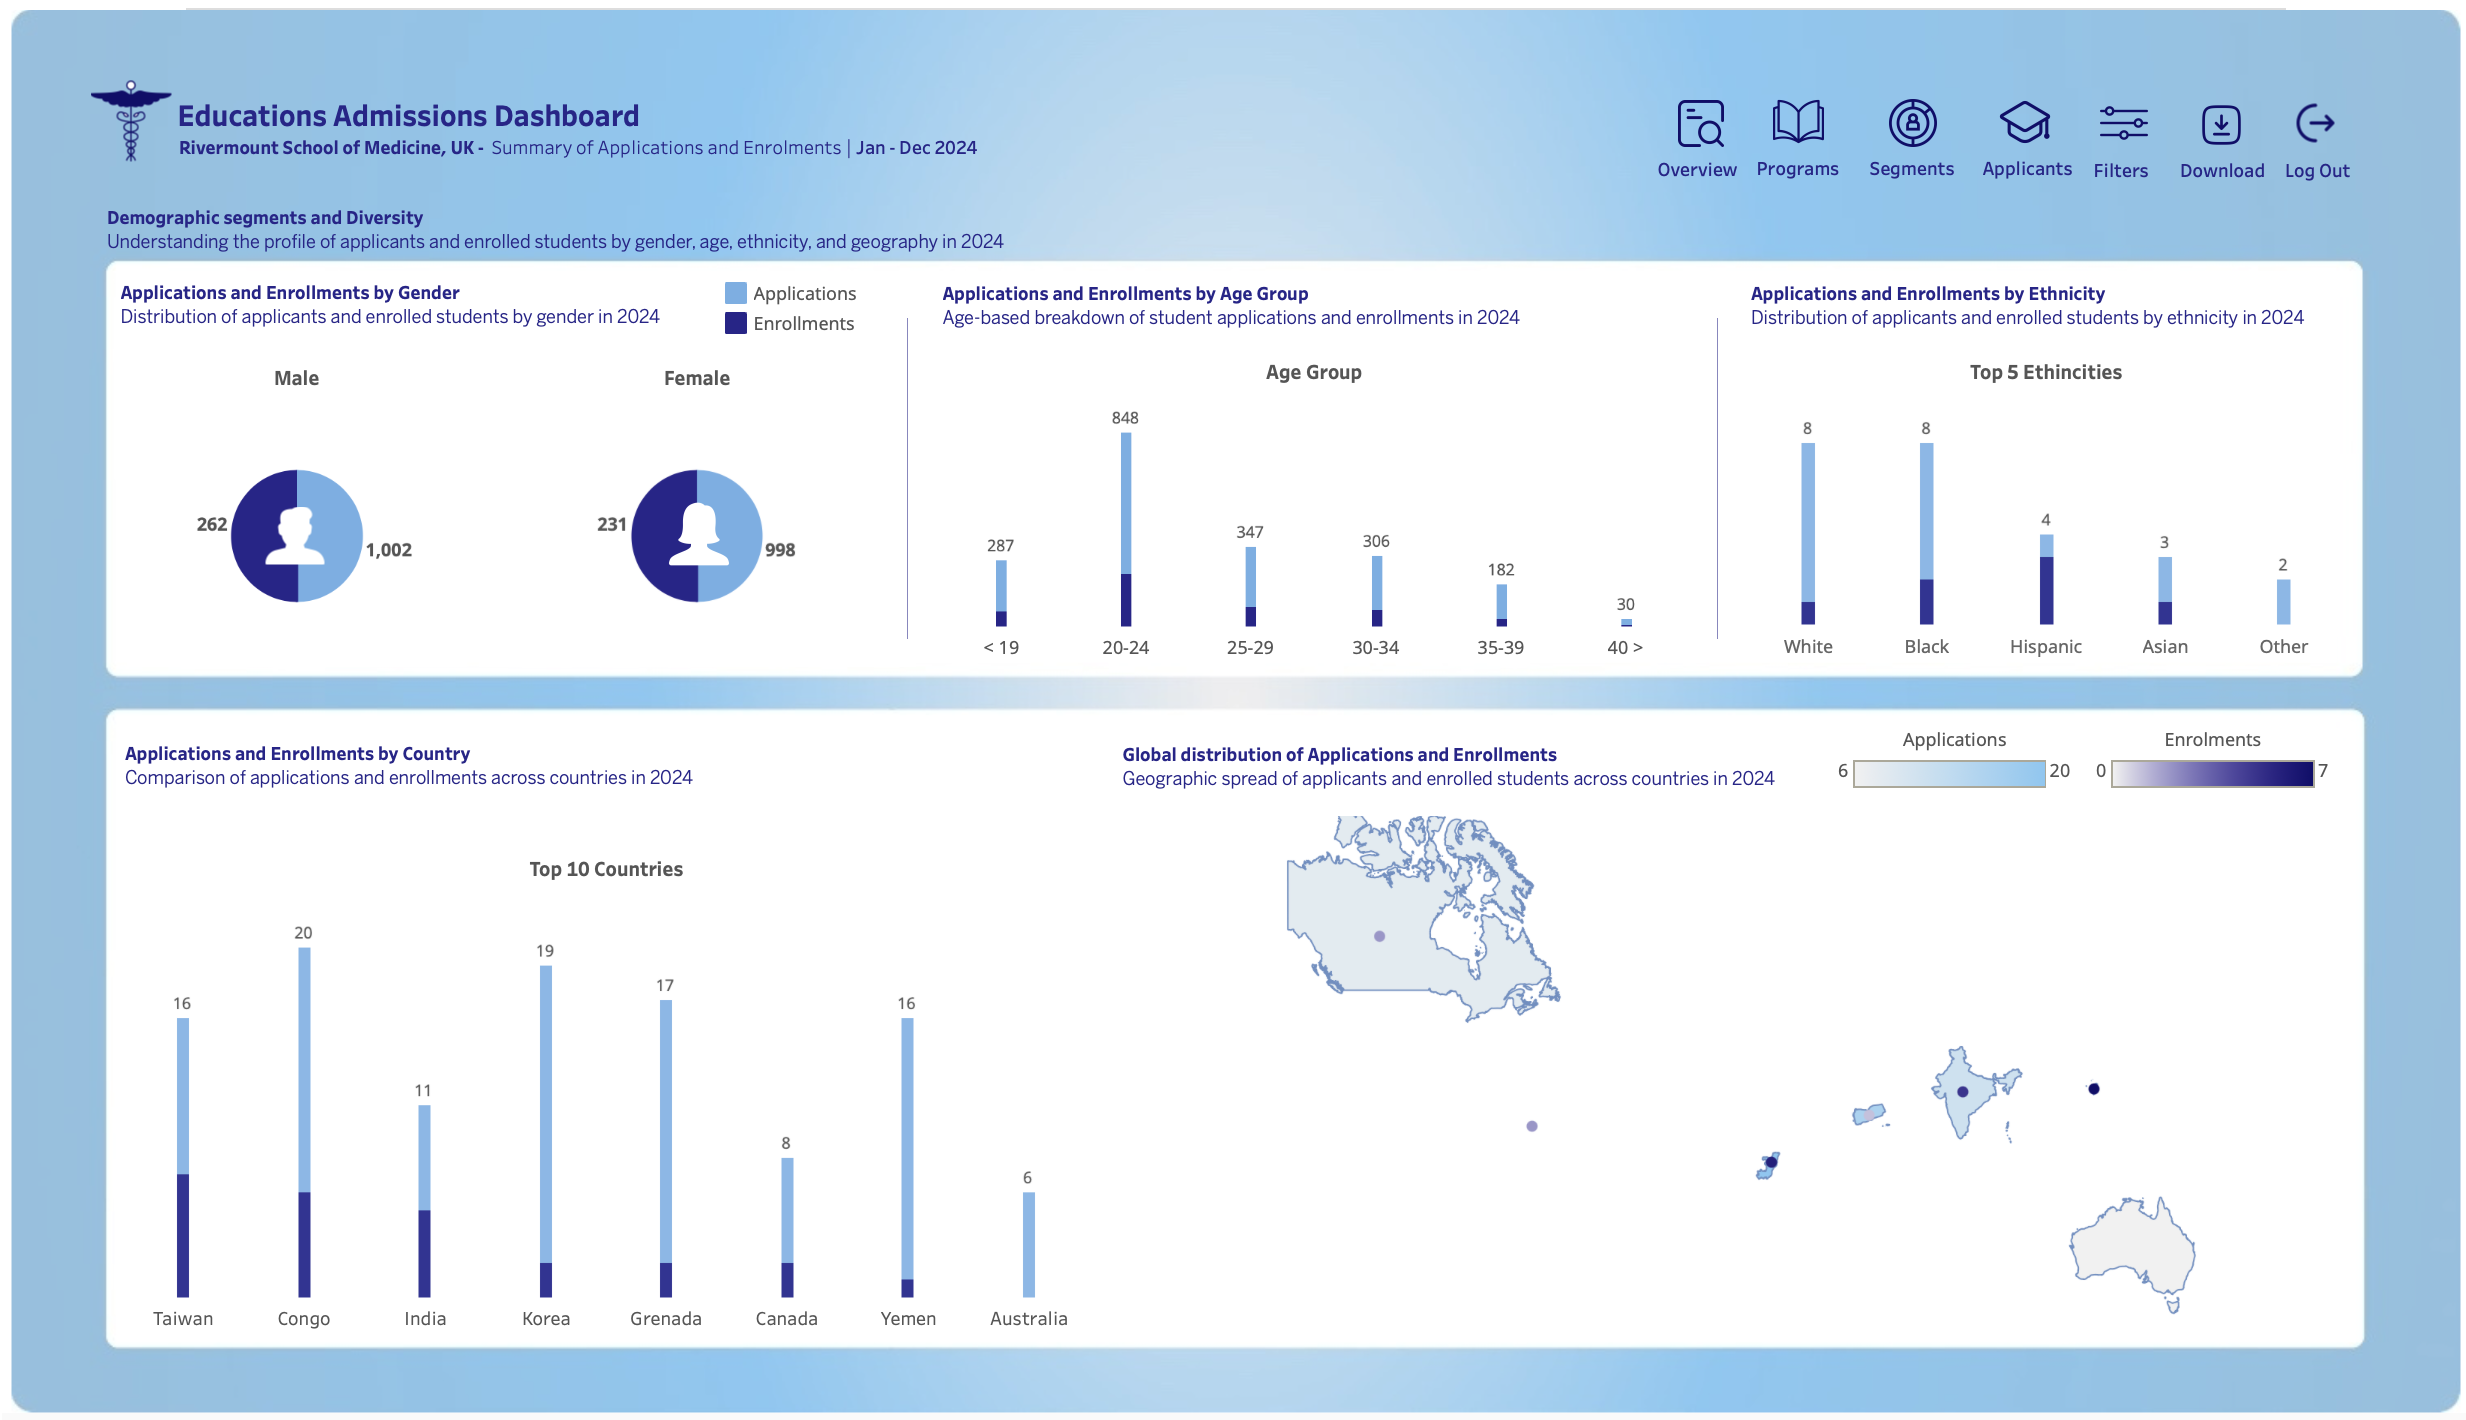 Educations Admissions Dashboard
Rivermount School of Medicine, UK - Summary of Applications and Enrolments | Jan - Dec 2024
Overview
Programs
Segments
Applicants
Filters
Download
Log Out
Demographic segments and Diversity
Understanding the profile of applicants and enrolled students by gender, age, ethnicity, and geography in 2024
Applications and Enrollments by Gender
Distribution of applicants and enrolled students by gender in 2024
Applications
Enrollments
Male
Female
262
1,002
231
998
Applications and Enrollments by Age Group
Age-based breakdown of student applications and enrollments in 2024
Age Group
287
848
347
306
182
30
< 19
20-24
25-29
30-34
35-39
40 >
Applications and Enrollments by Ethnicity
Distribution of applicants and enrolled students by ethnicity in 2024
Top 5 Ethincities
8
8
4
3
2
White
Black
Hispanic
Asian
Other
Applications and Enrollments by Country
Comparison of applications and enrollments across countries in 2024
Top 10 Countries
16
20
11
19
17
8
16
6
Taiwan
Congo
India
Korea
Grenada
Canada
Yemen
Australia
Global distribution of Applications and Enrollments
Geographic spread of applicants and enrolled students across countries in 2024
Applications
6
20
Enrolments
0
7